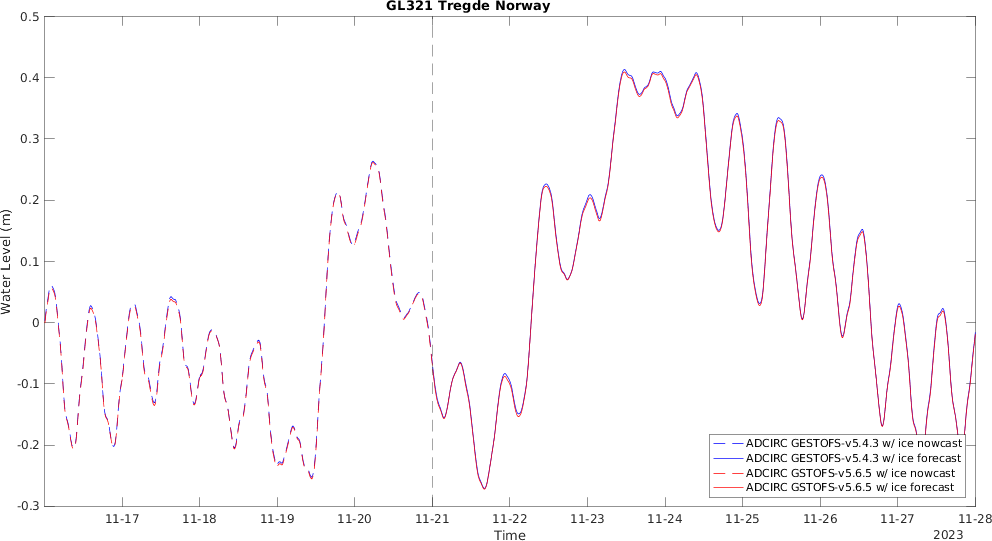 GL321 Tregde Norway
0.5
0.4
0.3
0.2
0.1
0
-0.1
-0.2
-0.3
Water Level (m)
ADCIRC GESTOFS-v5.4.3 w/ ice nowcast
ADCIRC GESTOFS-v5.4.3 w/ ice forecast
ADCIRC GSTOFS-v5.6.5 w/ ice nowcast
ADCIRC GSTOFS-v5.6.5 w/ ice forecast
11-17 11-18 11-19 11-20 11-21 11-22 11-23 11-24 11-25 11-26 11-27 11-28
Time
2023